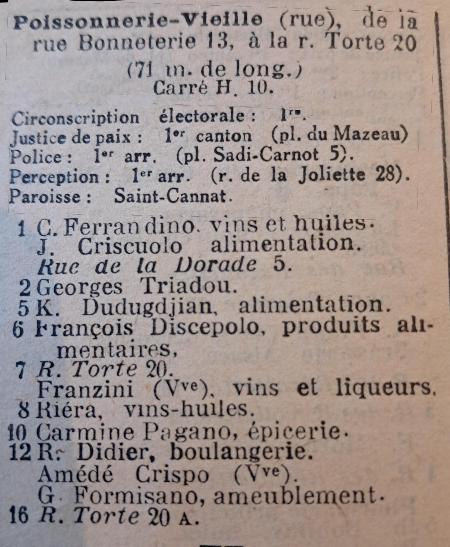 Poissonnerie-Vieille (rue), de la
rue Bonneterie 13, à la r. Torte 20
(71 m. de long.)
Carré H. 10.
Circonscription électorale : 1re.
Justice de paix : 1er canton (pl. du Mazeau)
Police : 1er arr. (pl. Sadi-Carnot 5).
Perception : 1er arr. (r. de la Joliette 28).
Paroisse : Saint-Cannat.
1 C. Ferrandino. vins et huiles.
J. Criscuolo alimentation.
Rue de la Dorade 5.
2 Georges Triadou.
5 K. Dudugdjian, alimentation.
6 François Discepolo, produits ali-
mentaires,
7 R. Torte 20.
Franzini (Vve), vins et liqueurs.
8 Riéra, vins-huiles.
10 Carmine Pagano, épicerie.
12 R. Didier, boulangerie.
Amédé Crispo (Vve).
G. Formisano, ameublement.
16 R. Torte 20 A.